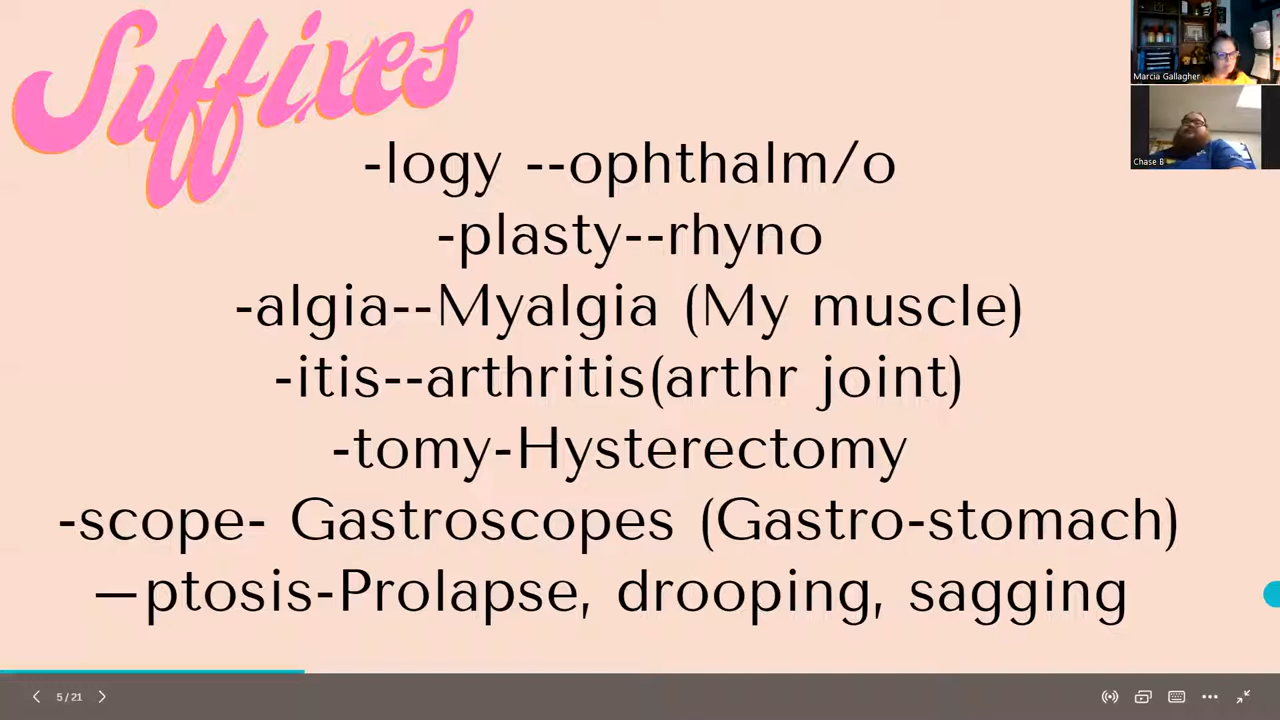 Suffixes
Marcia Gallagher
Chase B
-logy --ophthalm/o
-plasty--rhyno
-algia--Myalgia (My muscle)
-itis--arthritis(arthr joint)
-tomy-Hysterectomy
-scope- Gastroscopes (Gastro-stomach)
—ptosis-Prolapse, drooping, sagging
5 / 21